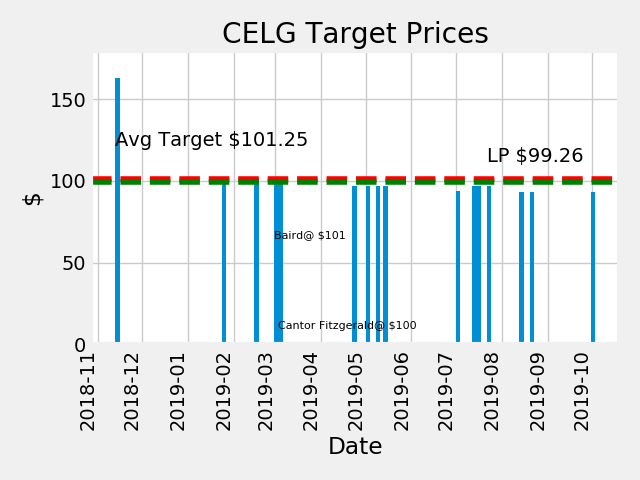 CELG Target Prices
150
Avg Target $101.25
LP $99.26
100
$
Baird@ $101
50
Cantor Fitzgerald@ $100
0
2018-11
2018-12
2019-01
2019-02
2019-03
2019-04
2019-05
2019-06
2019-07
2019-08
2019-09
2019-10
Date